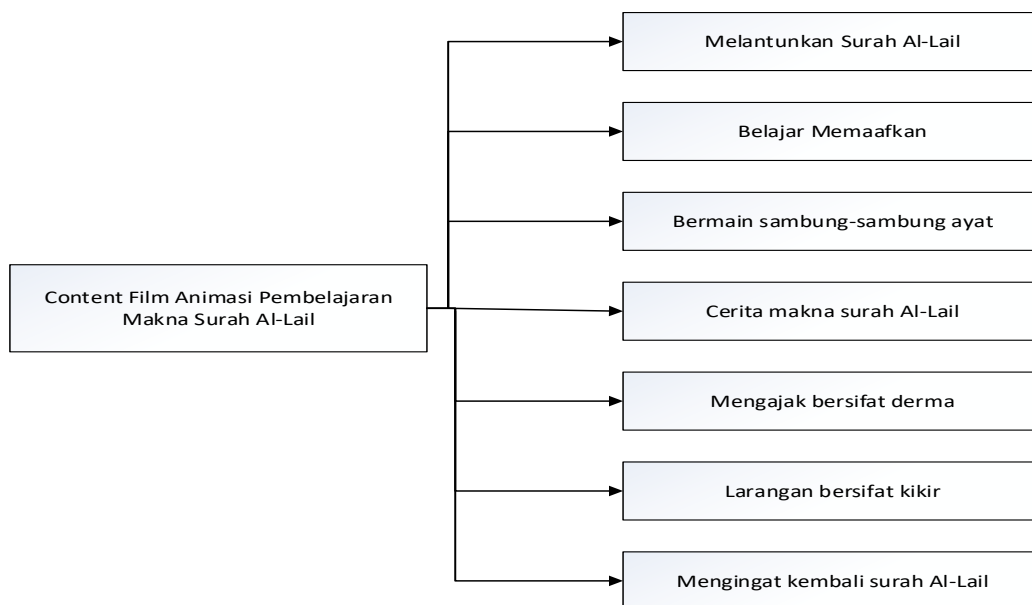 Content Film Animasi Pembelajaran
Makna Surah Al-Lail
Melantunkan Surah Al-Lail
Belajar Memaafkan
Bermain sambung-sambung ayat
Cerita makna surah Al-Lail
Mengajak bersifat derma
Larangan bersifat kikir
Mengingat kembali surah Al-Lail